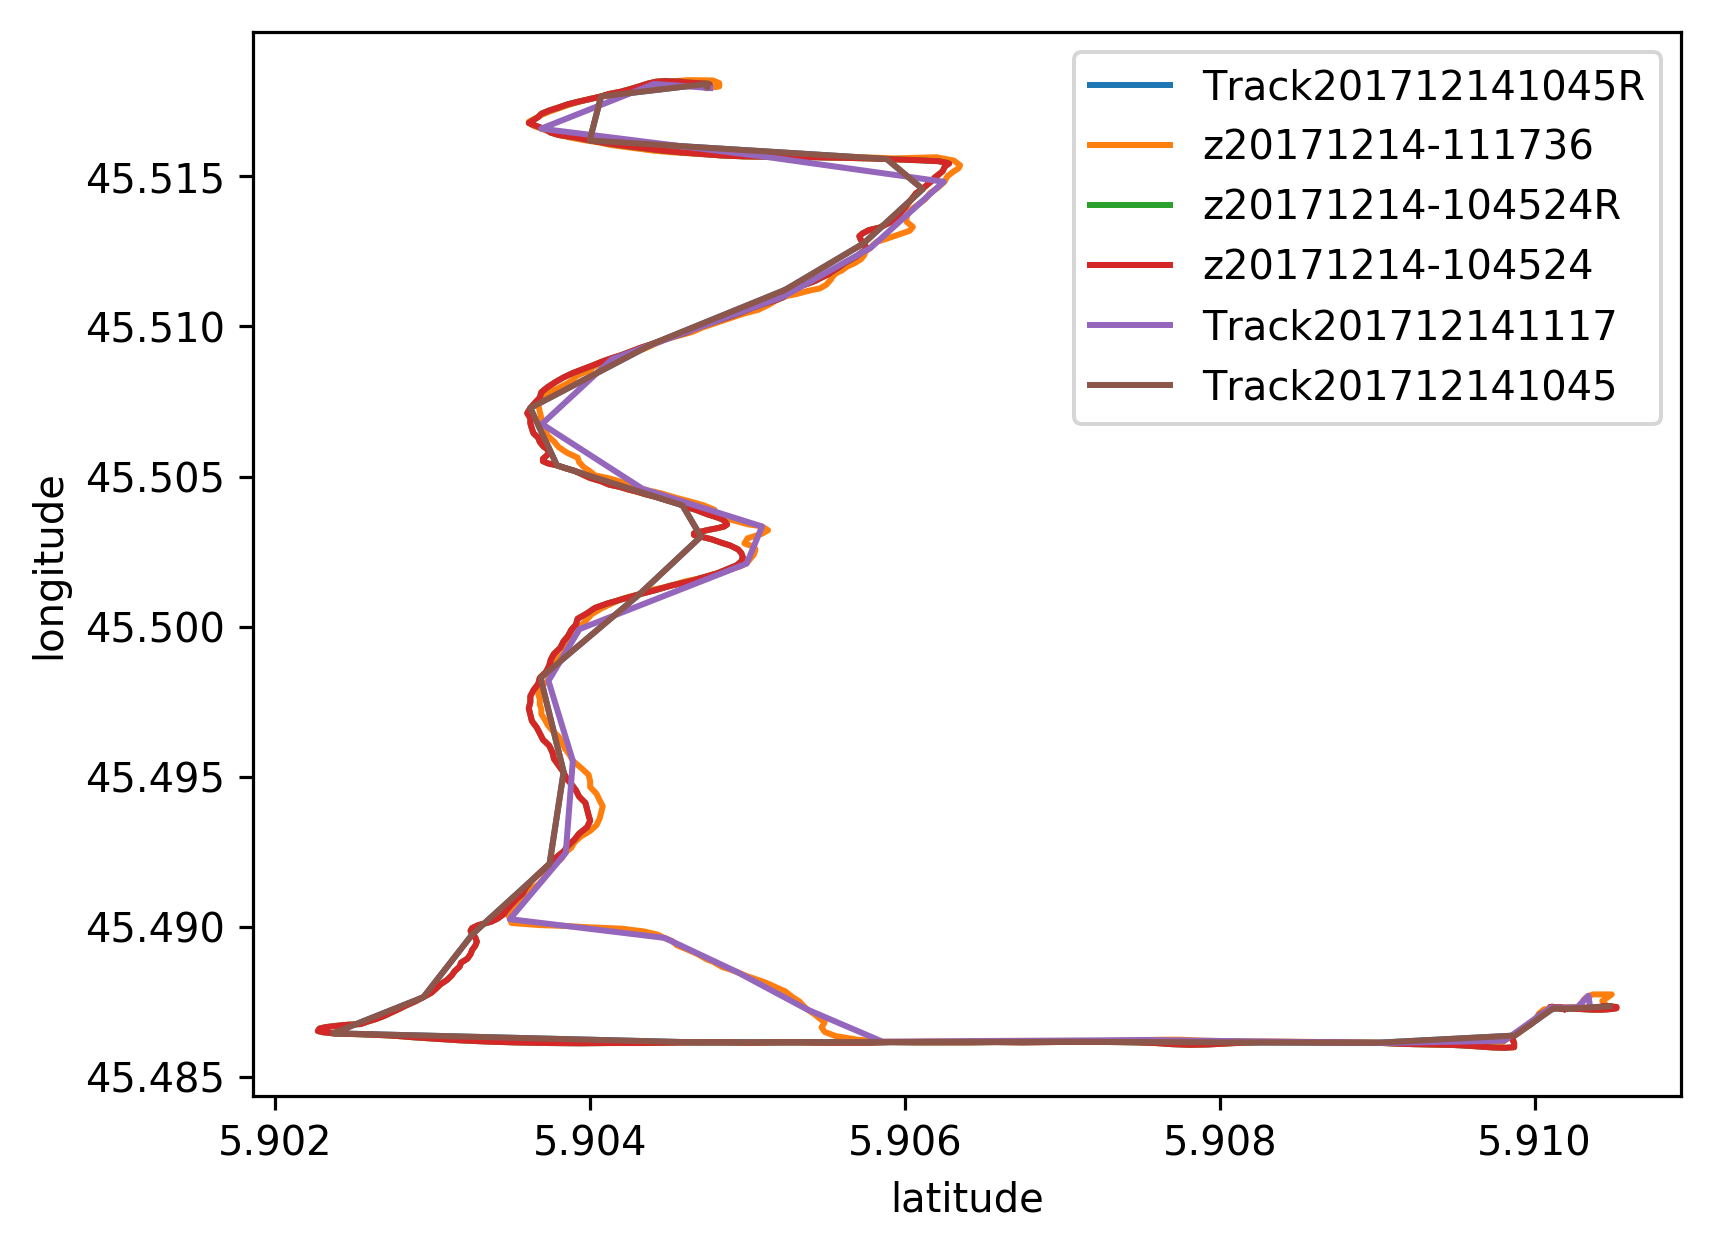 Track201712141045R
z20171214-111736
z20171214-104524R
z20171214-104524
Track201712141117
Track201712141045
45.515
45.510
45.505
45.500
45.495
45.490
45.485
longitude
5.902 5.904 5.906 5.908 5.910
latitude